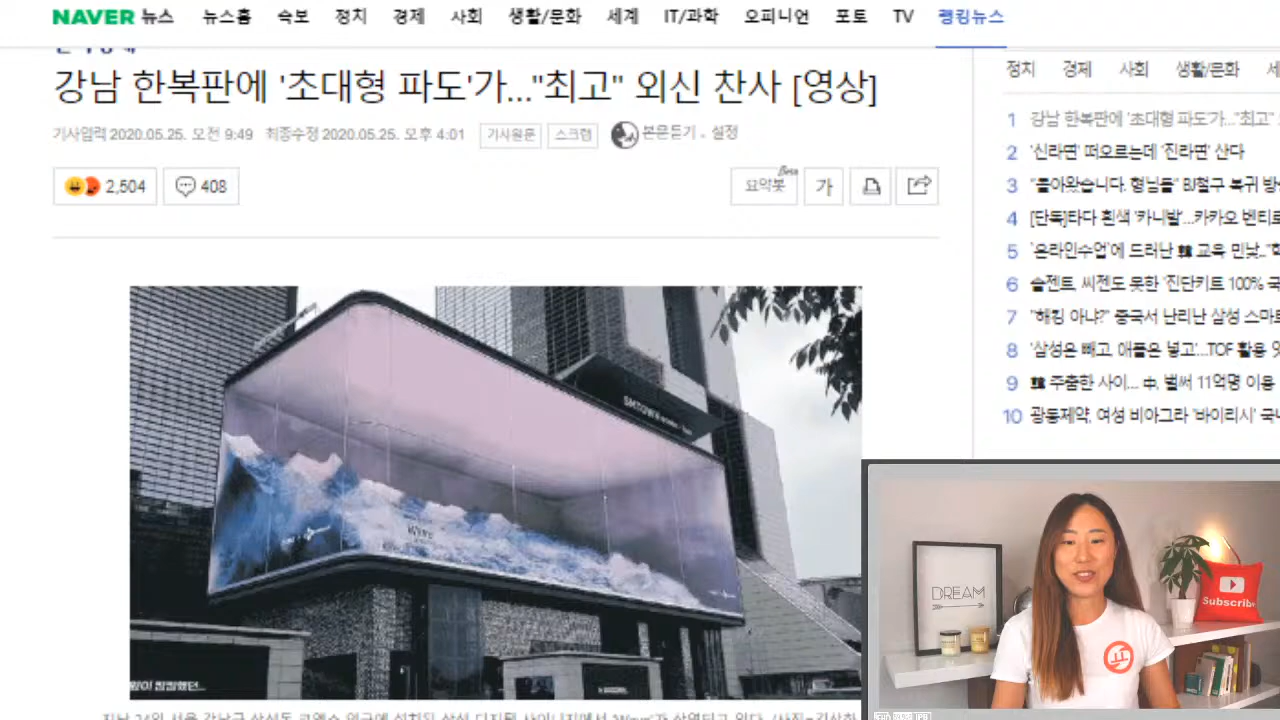 NAVER 뉴스 뉴스홈 속보 정치 경제 사회 생활/문화 세계 IT/과학 오피니언 포토 TV 랭킹뉴스
강남 한복판에 '초대형 파도'가..."최고" 외신 찬사 [영상]
기사입력 2020.05.25. 오전 9:49 최종수정 2020.05.25. 오후 4:01 기사원문 스크랩 본문듣기 설정
2,504 408 요약봇 Beta 가
정치 경제 사회 생활/문화
1 강남 한복판에 '초대형 파도'가..."최고"
2 '신라면' 떠오르는데 '진라면' 산다
3 "돌아왔습니다. 형님들" BJ철구 복귀
4 [단독]타다 흰색 '카니발'...카카오 벤티로
5 '온라인수업'에 드러난 韓 교육 민낯..
6 솔젠트, 씨젠도 못한 '진단키트 100%
7 "해킹 아냐?" 중국서 난리난 삼성
8 '삼성은 빼고, 애플은 넣고'...TOF 활용
9 韓 주춤한 사이... 中, 벌써 11억명 이용
10 광동제약, 여성 비아그라 '바이리시'
SMTOWN
DREAM
Subscribe